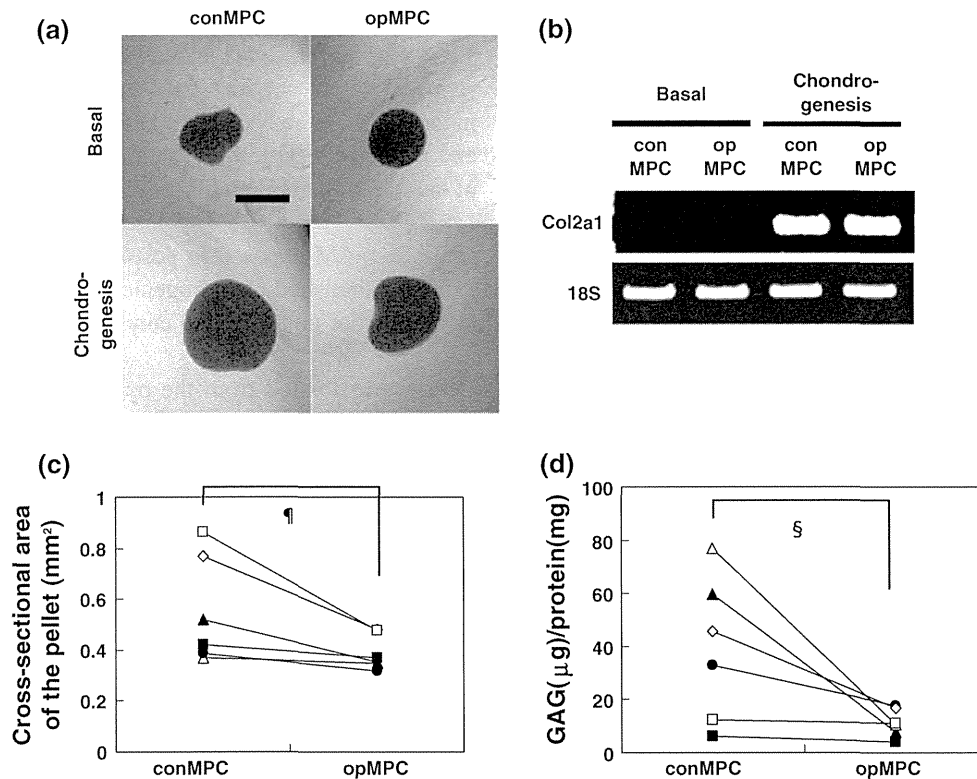 (a)
conMPC opMPC
Basal
Chondro-
genesis
(b)
Basal
Chondro-
genesis
con
MPC
op
MPC
con
MPC
op
MPC
Col2a1
18S
(c)
Cross-sectional area
of the pellet (mm²)
1
0.8
0.6
0.4
0.2
0
¶
conMPC opMPC
(d)
GAG(μg)/protein(mg)
100
80
60
40
20
0
§
conMPC opMPC